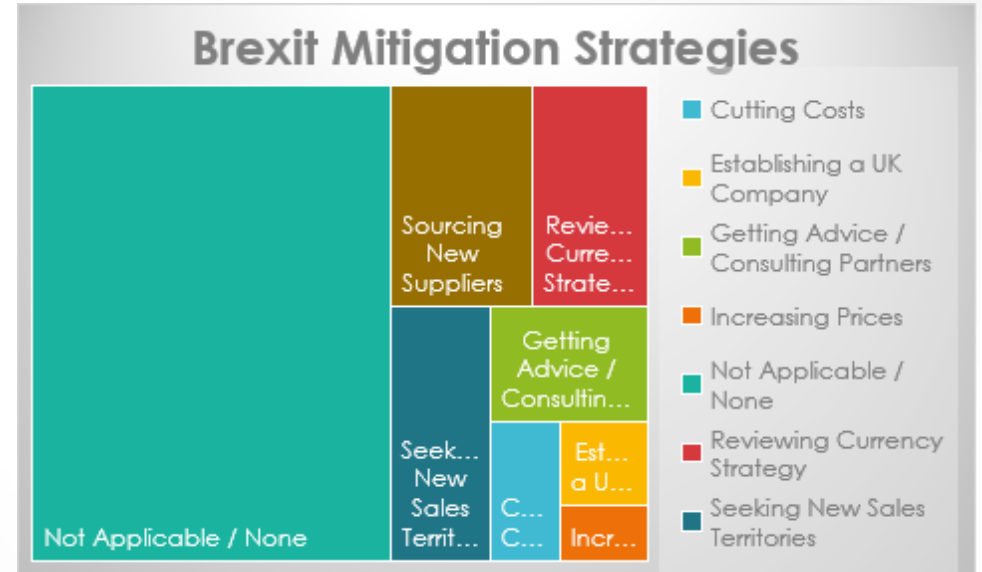 Brexit Mitigation Strategies
Not Applicable / None
Sourcing
New
Suppliers
Revie...
Curre...
Strate...
Seek...
New
Sales
Territ...
Getting
Advice /
Consultin...
C...
C...
Est...
a U...
Incr...
Cutting Costs
Establishing a UK
Company
Getting Advice /
Consulting Partners
Increasing Prices
Not Applicable /
None
Reviewing Currency
Strategy
Seeking New Sales
Territories